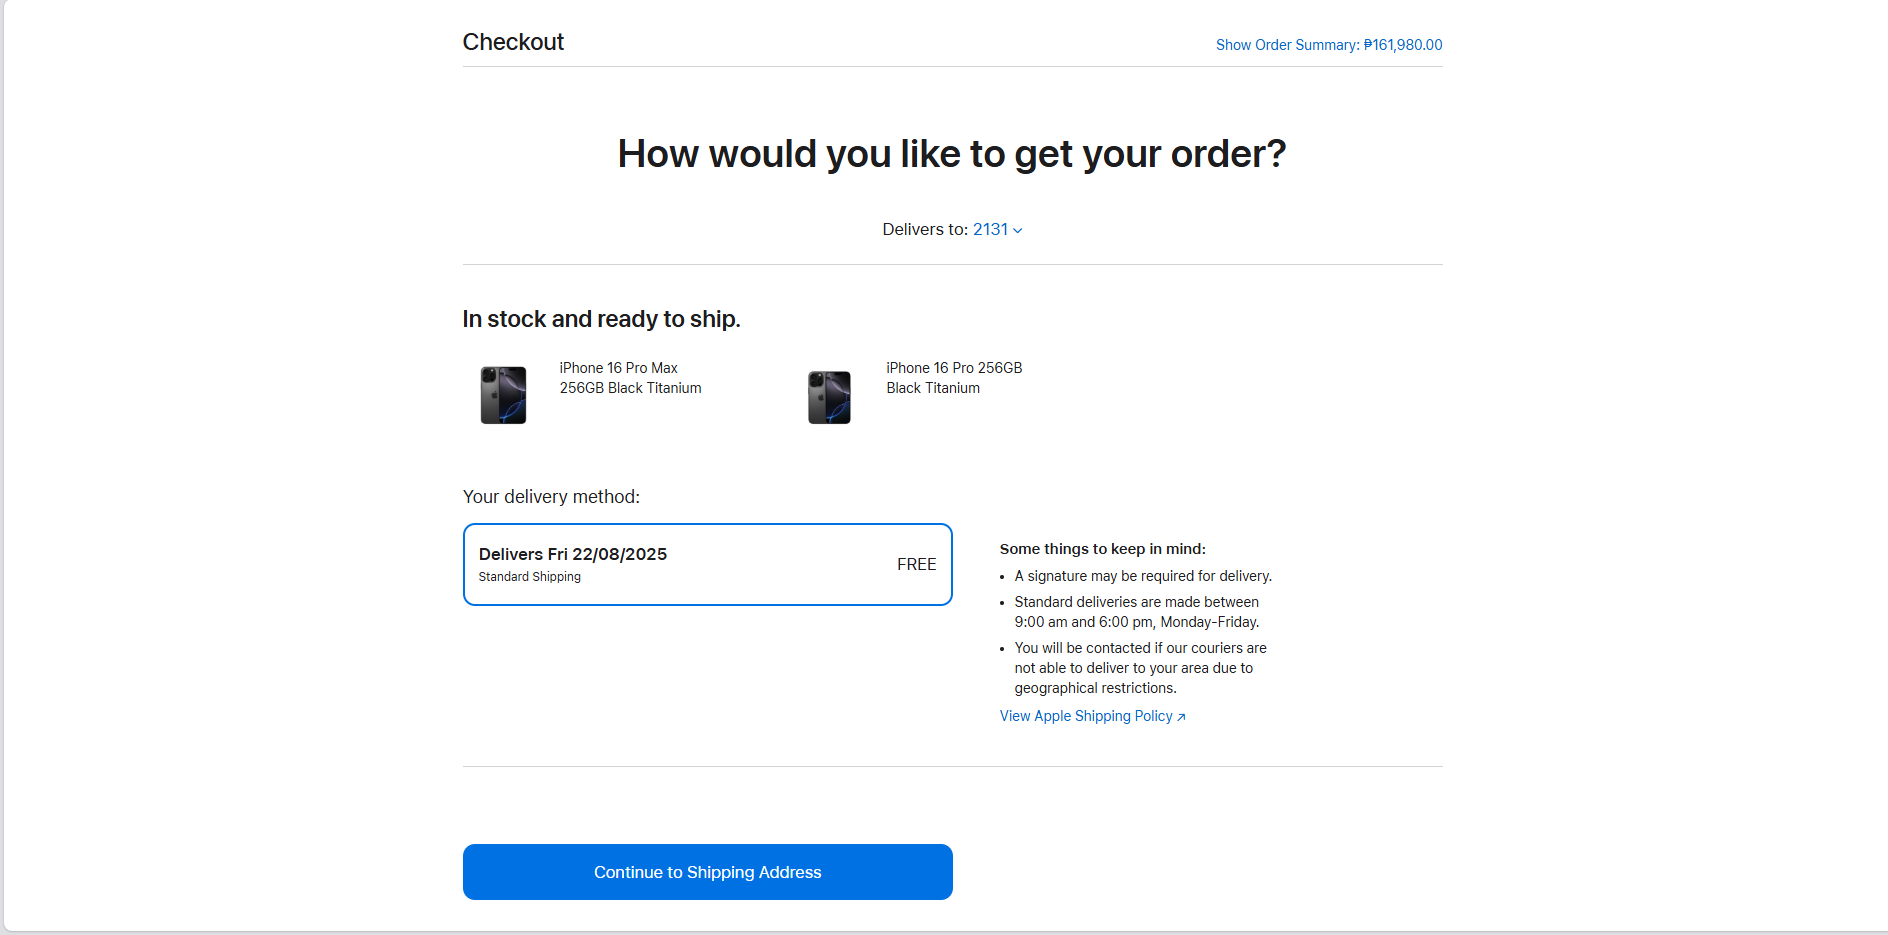 Checkout
Show Order Summary: ₱161,980.00
How would you like to get your order?
Delivers to: 2131
In stock and ready to ship.
iPhone 16 Pro Max
256GB Black Titanium
iPhone 16 Pro 256GB
Black Titanium
Your delivery method:
Delivers Fri 22/08/2025
Standard Shipping
FREE
Some things to keep in mind:
• A signature may be required for delivery.
• Standard deliveries are made between
9:00 am and 6:00 pm, Monday-Friday.
• You will be contacted if our couriers are
not able to deliver to your area due to
geographical restrictions.
View Apple Shipping Policy ↗
Continue to Shipping Address